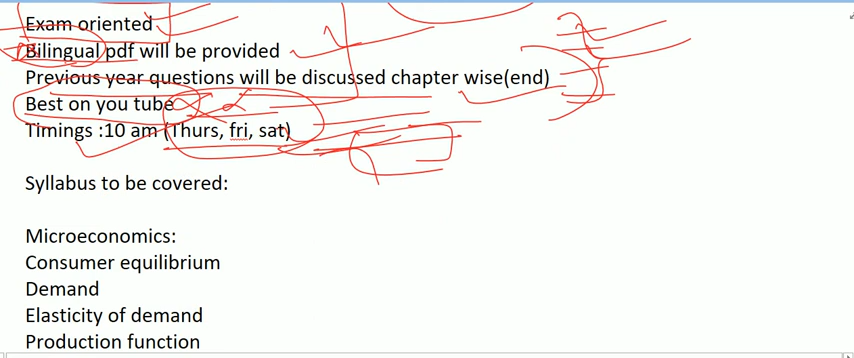 Exam oriented
Bilingual pdf will be provided
Previous year questions will be discussed chapter wise(end)
Best on you tube
Timings :10 am (Thurs, fri, sat)
Syllabus to be covered:
Microeconomics:
Consumer equilibrium
Demand
Elasticity of demand
Production function